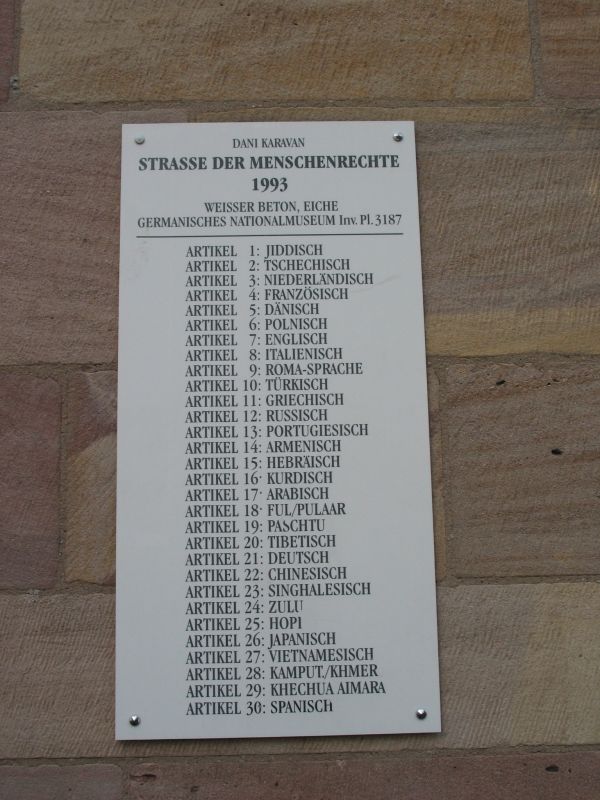 DANI KARAVAN
STRASSE DER MENSCHENRECHTE
1993
WEISSER BETON, EICHE
GERMANISCHES NATIONALMUSEUM Inv. Pl. 3187
ARTIKEL 1: JIDDISCH
ARTIKEL 2: TSCHECHISCH
ARTIKEL 3: NIEDERLÄNDISCH
ARTIKEL 4: FRANZÖSISCH
ARTIKEL 5: DÄNISCH
ARTIKEL 6: POLNISCH
ARTIKEL 7: ENGLISCH
ARTIKEL 8: ITALIENISCH
ARTIKEL 9: ROMA-SPRACHE
ARTIKEL 10: TÜRKISCH
ARTIKEL 11: GRIECHISCH
ARTIKEL 12: RUSSISCH
ARTIKEL 13: PORTUGIESISCH
ARTIKEL 14: ARMENISCH
ARTIKEL 15: HEBRÄISCH
ARTIKEL 16: KURDISCH
ARTIKEL 17: ARABISCH
ARTIKEL 18: FUL/PULAAR
ARTIKEL 19: PASCHTU
ARTIKEL 20: TIBETISCH
ARTIKEL 21: DEUTSCH
ARTIKEL 22: CHINESISCH
ARTIKEL 23: SINGHALESISCH
ARTIKEL 24: ZULU
ARTIKEL 25: HOPI
ARTIKEL 26: JAPANISCH
ARTIKEL 27: VIETNAMESISCH
ARTIKEL 28: KAMPUT./KHMER
ARTIKEL 29: KHECHUA AIMARA
ARTIKEL 30: SPANISCH